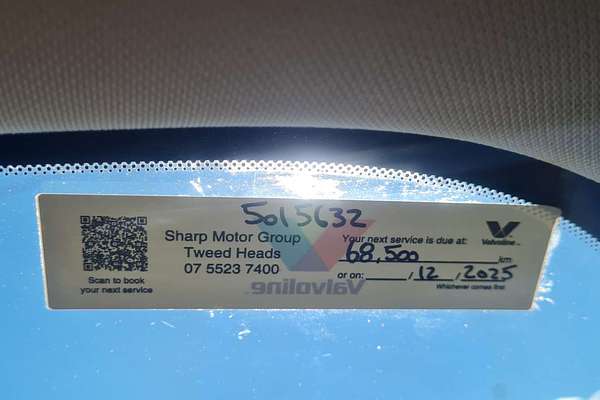 5015632
Sharp Motor Group
Tweed Heads
07 5523 7400
Scan to book
your next service
Your next service is due at:
68,500 km
or on: / 12 / 2025
Whichever comes first
Valvoline
Valvoline